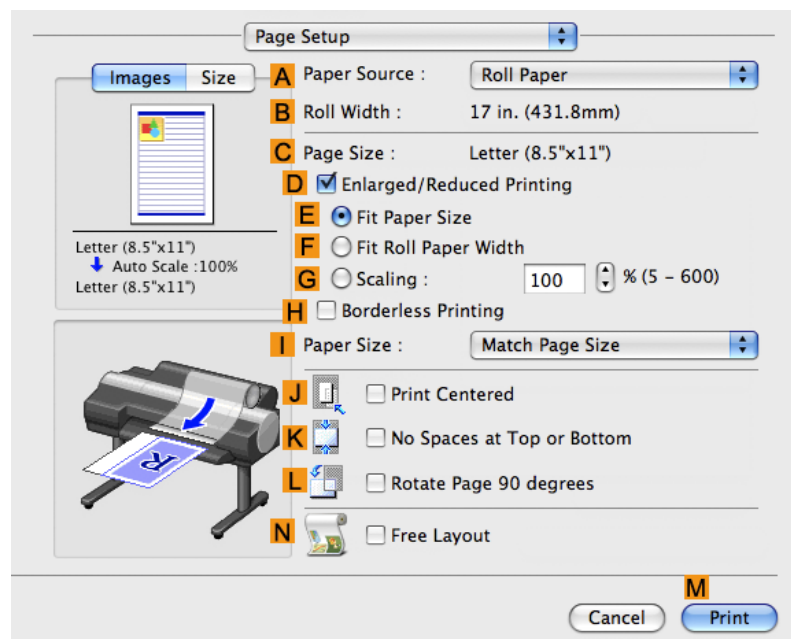 Page Setup
Images Size
A Paper Source : Roll Paper
B Roll Width : 17 in. (431.8mm)
C Page Size : Letter (8.5"x11")
D Enlarged/Reduced Printing
E Fit Paper Size
F Fit Roll Paper Width
G Scaling : 100 % (5 - 600)
H Borderless Printing
I Paper Size : Match Page Size
Letter (8.5"x11")
Auto Scale :100%
Letter (8.5"x11")
R
J Print Centered
K No Spaces at Top or Bottom
L Rotate Page 90 degrees
N Free Layout
M
Cancel Print